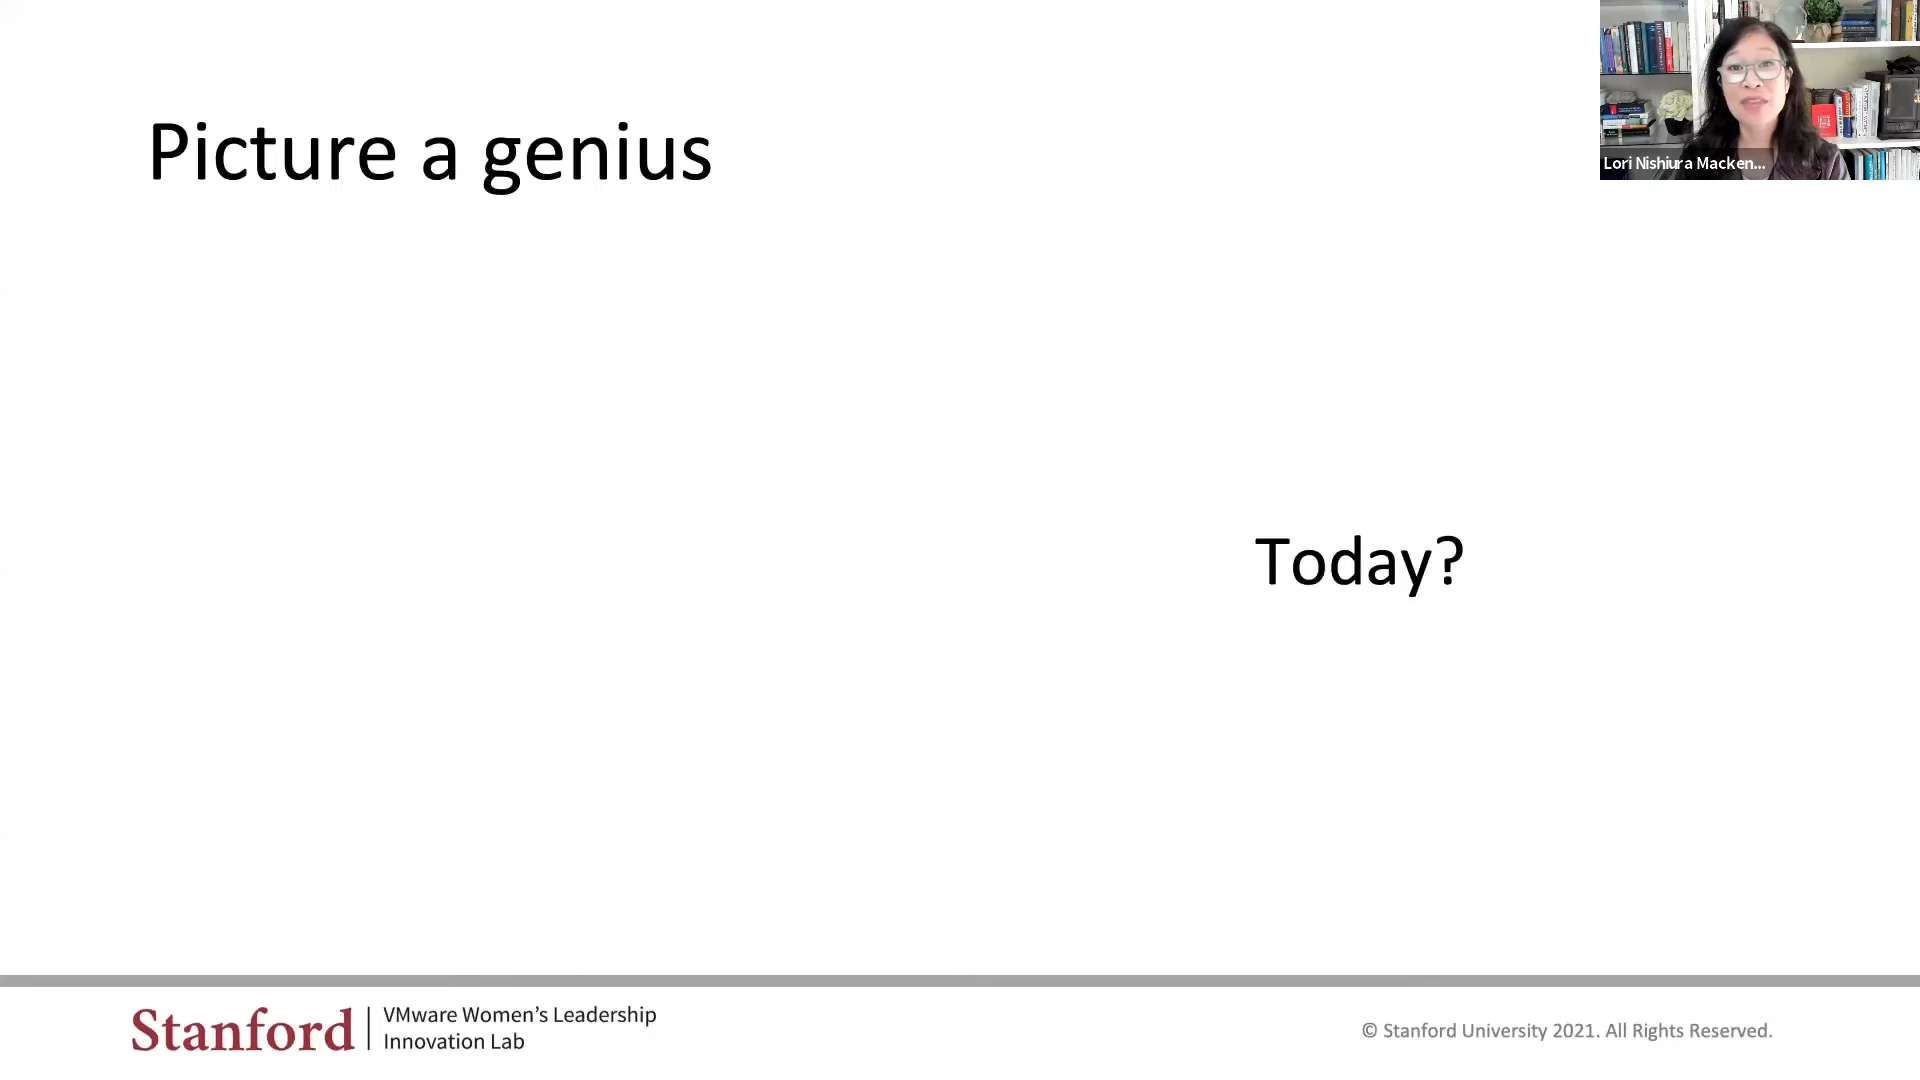 Picture a genius
Lori Nishiura Macken...
Today?
Stanford
VMware Women's Leadership
Innovation Lab
© Stanford University 2021. All Rights Reserved.